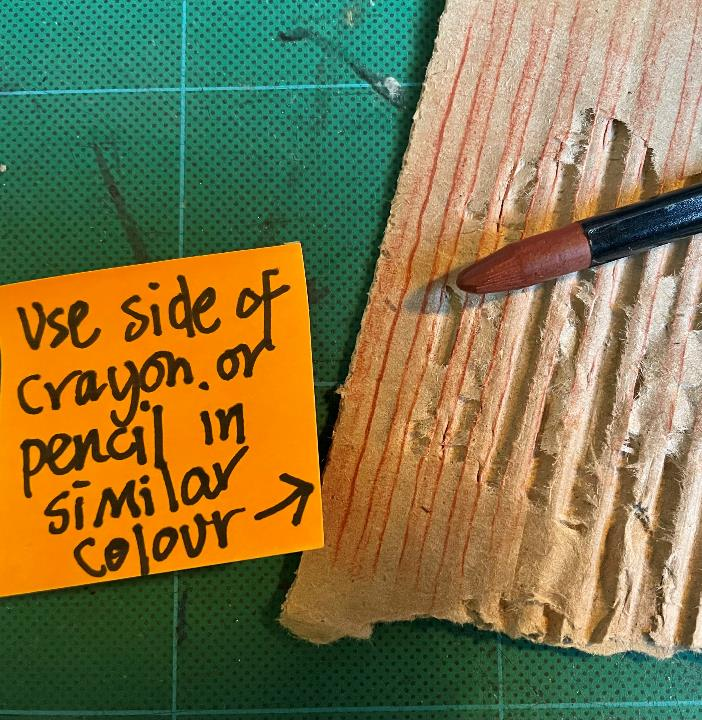 Use side of
crayon. or
pencil in
similar
colour →